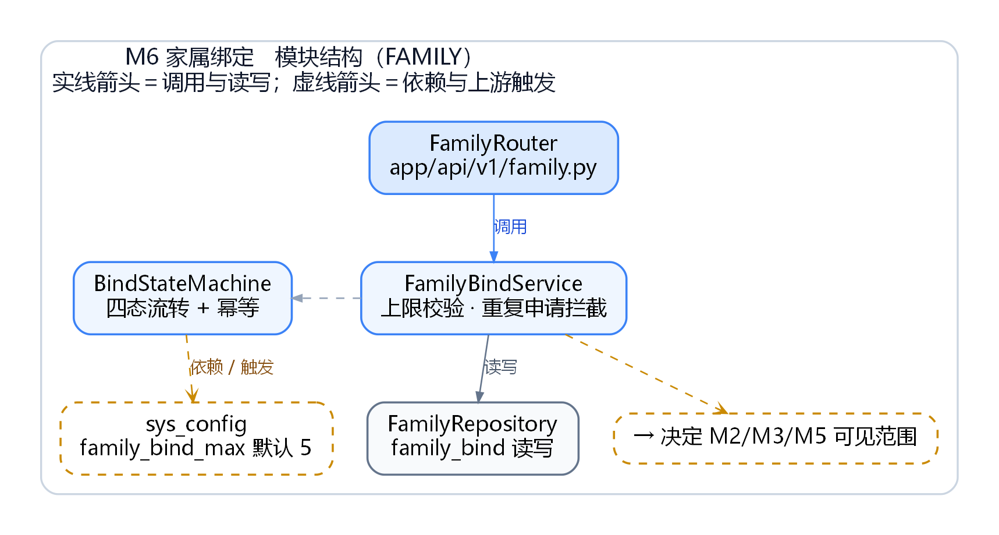 M6 家属绑定 模块结构（FAMILY）
实线箭头＝调用与读写；虚线箭头＝依赖与上游触发
FamilyRouter
app/api/v1/family.py
调用
BindStateMachine
四态流转 + 幂等
FamilyBindService
上限校验 · 重复申请拦截
依赖 / 触发
读写
sys_config
family_bind_max 默认 5
FamilyRepository
family_bind 读写
→ 决定 M2/M3/M5 可见范围